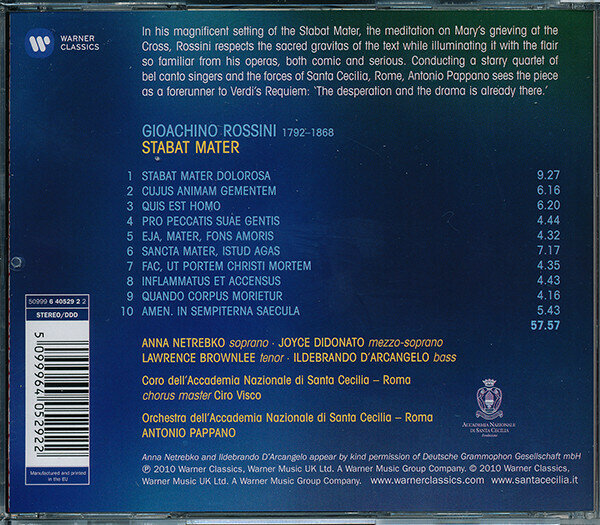 WARNER
CLASSICS
In his magnificent setting of the Stabat Mater, the meditation on Mary's grieving at the
Cross, Rossini respects the sacred gravitas of the text while illuminating it with the flair
so familiar from his operas, both comic and serious. Conducting a starry quartet of
bel canto singers and the forces of Santa Cecilia, Rome, Antonio Pappano sees the piece
as a forerunner to Verdi's Requiem: 'The desperation and the drama is already there.'
GIOACHINO ROSSINI 1792–1868
STABAT MATER
1 STABAT MATER DOLOROSA 9.27
2 CUJUS ANIMAM GEMENTEM 6.16
3 QUIS EST HOMO 6.20
4 PRO PECCATIS SUAE GENTIS 4.44
5 EJA, MATER, FONS AMORIS 4.32
6 SANCTA MATER, ISTUD AGAS 7.17
7 FAC, UT PORTEM CHRISTI MORTEM 4.35
8 INFLAMMATUS ET ACCENSUS 4.43
9 QUANDO CORPUS MORIETUR 4.16
10 AMEN. IN SEMPITERNA SAECULA 5.43
57.57
ANNA NETREBKO soprano · JOYCE DIDONATO mezzo-soprano
LAWRENCE BROWNLEE tenor · ILDEBRANDO D'ARCANGELO bass
Coro dell'Accademia Nazionale di Santa Cecilia – Roma
chorus master Ciro Visco
Orchestra dell'Accademia Nazionale di Santa Cecilia – Roma
ANTONIO PAPPANO
50999 6 40529 2 2
STEREO/DDD
5 099964 052922
Manufactured and printed
in the EU
ACCADEMIA NAZIONALE
DI SANTA CECILIA
Fondazione
Anna Netrebko and Ildebrando D'Arcangelo appear by kind permission of Deutsche Grammophon Gesellschaft mbH
℗ 2010 Warner Classics, Warner Music UK Ltd. A Warner Music Group Company. © 2010 Warner Classics,
Warner Music UK Ltd. A Warner Music Group Company. www.warnerclassics.com www.santacecilia.it